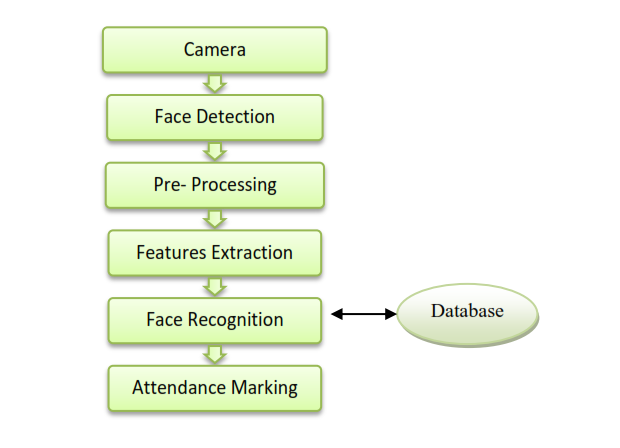 Camera
Face Detection
Pre- Processing
Features Extraction
Face Recognition
Database
Attendance Marking